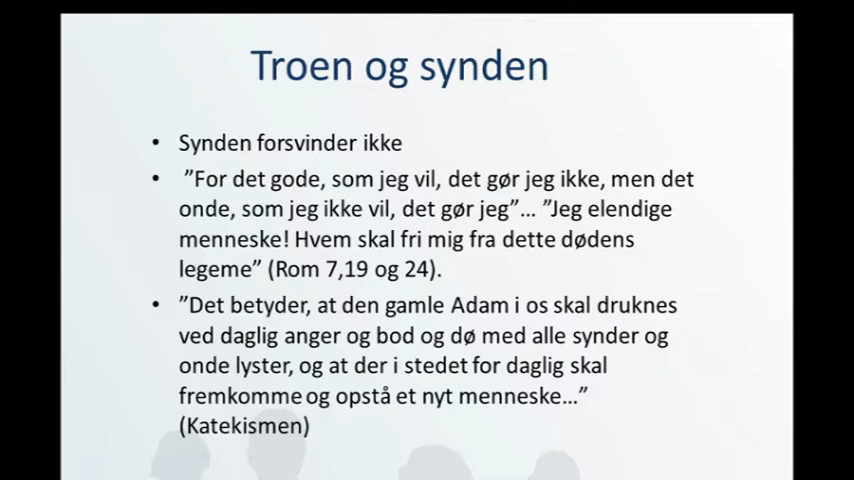 Troen og synden
• Synden forsvinder ikke
• ”For det gode, som jeg vil, det gør jeg ikke, men det
onde, som jeg ikke vil, det gør jeg”… ”Jeg elendige
menneske! Hvem skal fri mig fra dette dødens
legeme” (Rom 7,19 og 24).
• ”Det betyder, at den gamle Adam i os skal druknes
ved daglig anger og bod og dø med alle synder og
onde lyster, og at der i stedet for daglig skal
fremkomme og opstå et nyt menneske…”
(Katekismen)